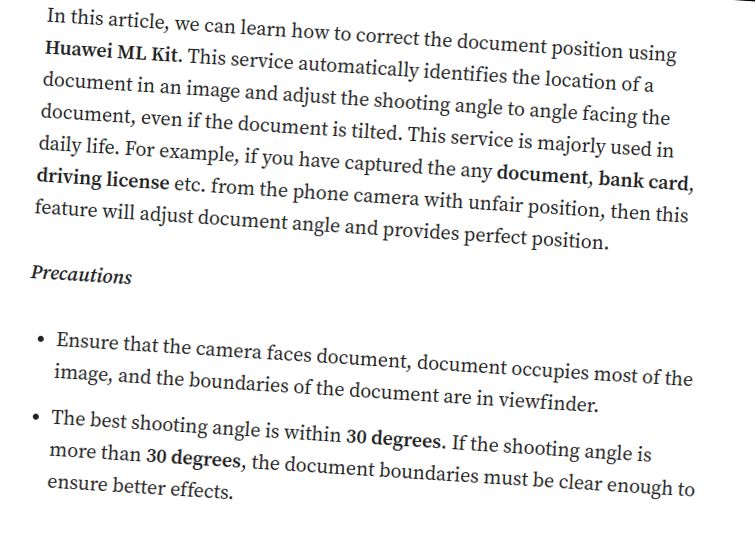 In this article, we can learn how to correct the document position using
Huawei ML Kit. This service automatically identifies the location of a
document in an image and adjust the shooting angle to angle facing the
document, even if the document is tilted. This service is majorly used in
daily life. For example, if you have captured the any document, bank card,
driving license etc. from the phone camera with unfair position, then this
feature will adjust document angle and provides perfect position.
Precautions
• Ensure that the camera faces document, document occupies most of the
image, and the boundaries of the document are in viewfinder.
• The best shooting angle is within 30 degrees. If the shooting angle is
more than 30 degrees, the document boundaries must be clear enough to
ensure better effects.